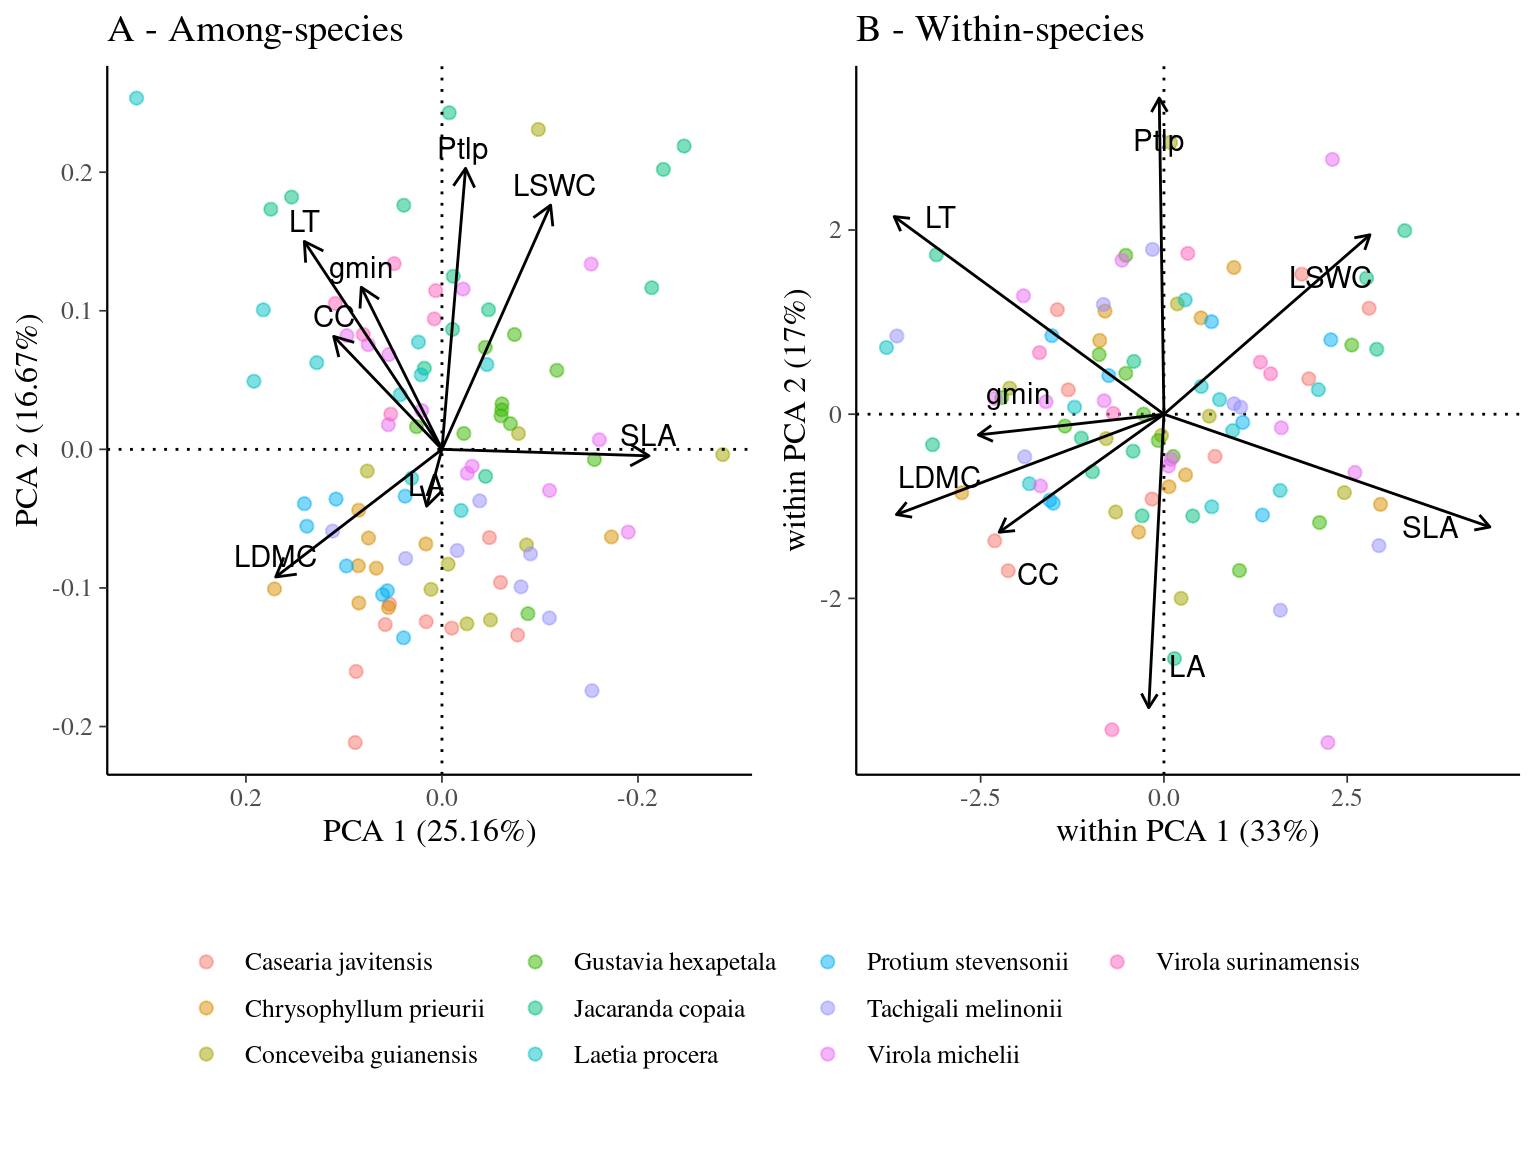 A - Among-species
B - Within-species
PCA 2 (16.67%)
0.2
0.1
0.0
-0.1
-0.2
Ptlp
LSWC
LT
gmin
CC
SLA
LA
LDMC
0.2
0.0
-0.2
PCA 1 (25.16%)
within PCA 2 (17%)
2
0
-2
Ptlp
LT
LSWC
gmin
LDMC
SLA
CC
LA
-2.5
0.0
2.5
within PCA 1 (33%)
Casearia javitensis
Gustavia hexapetala
Protium stevensonii
Virola surinamensis
Chrysophyllum prieurii
Jacaranda copaia
Tachigali melinonii
Conceveiba guianensis
Laetia procera
Virola michelii